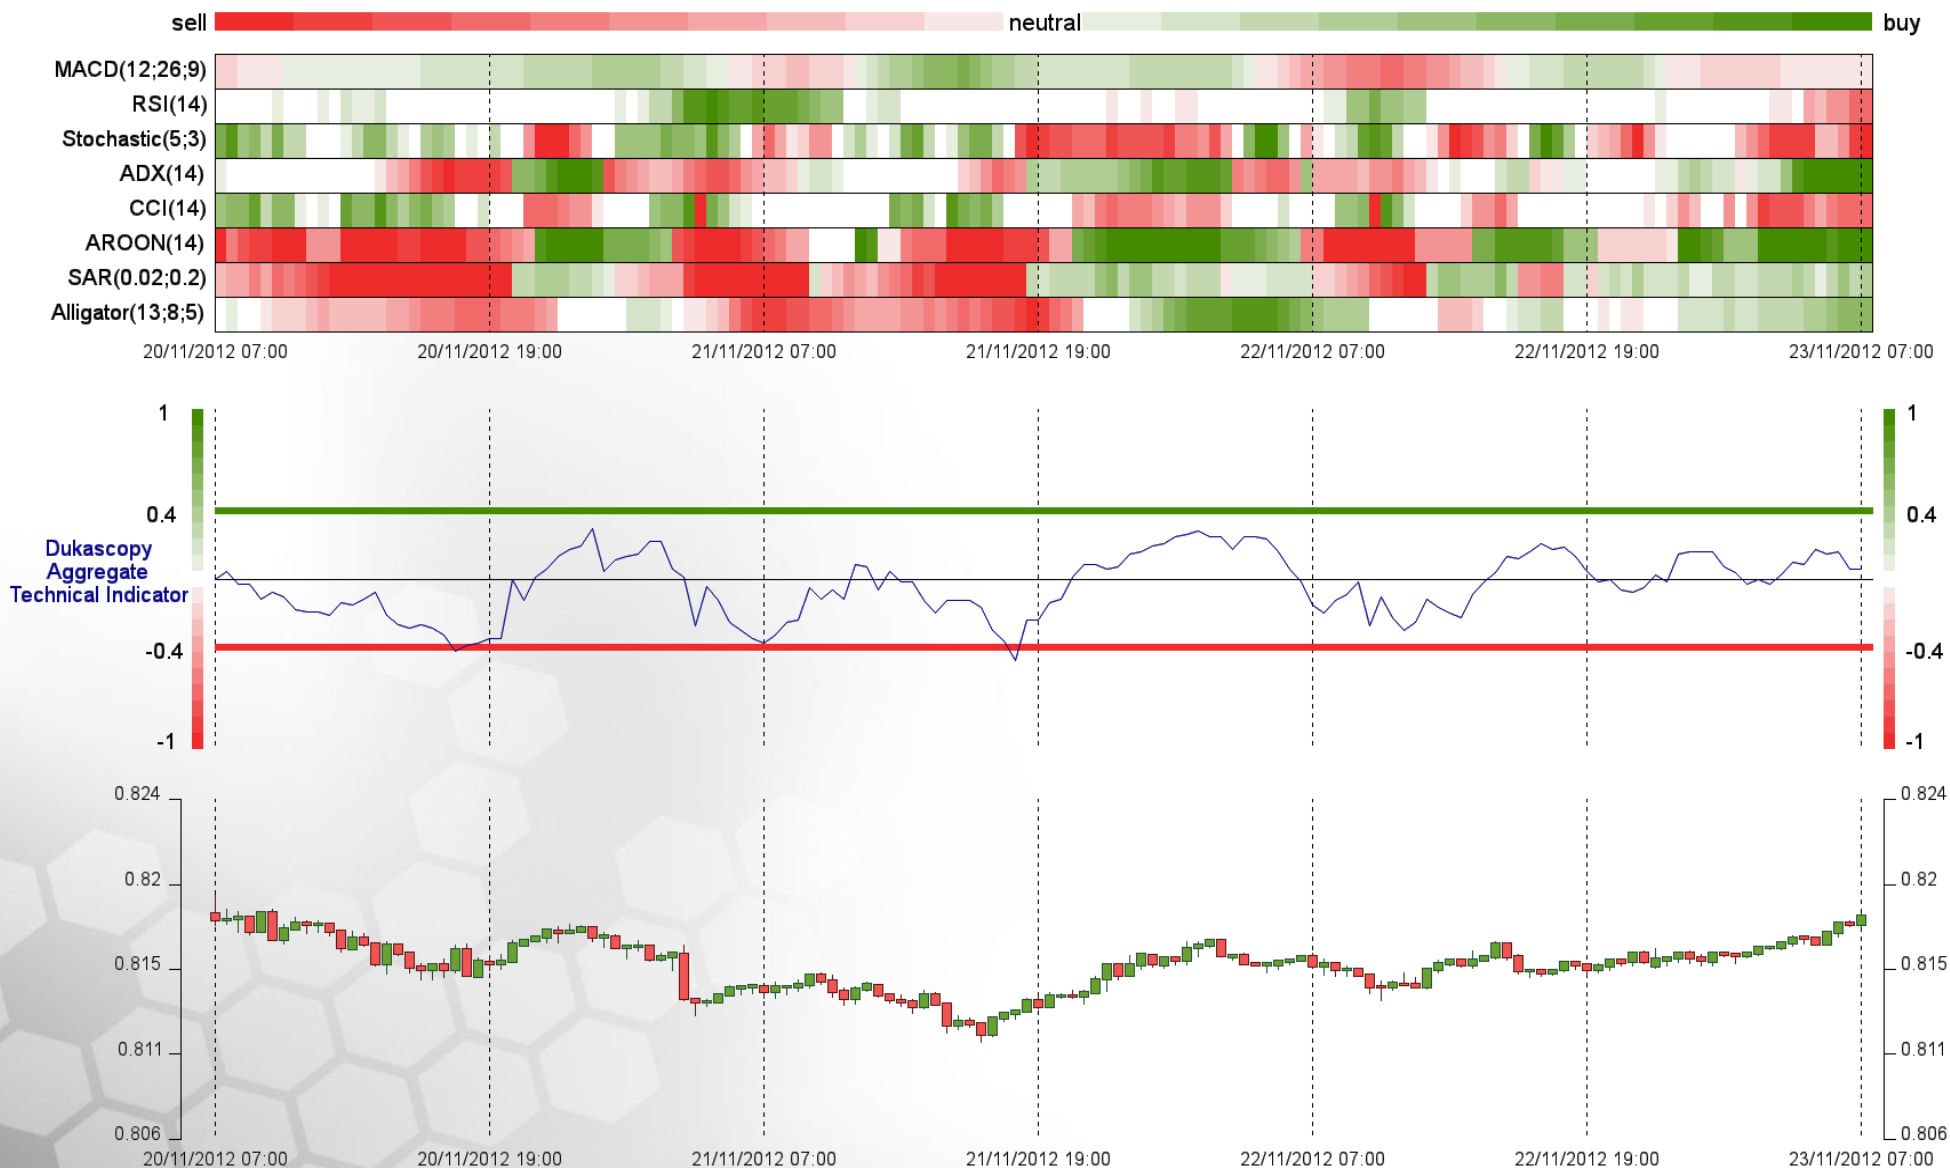 sell neutral buy
MACD(12;26;9)
RSI(14)
Stochastic(5;3)
ADX(14)
CCI(14)
AROON(14)
SAR(0.02;0.2)
Alligator(13;8;5)
20/11/2012 07:00 20/11/2012 19:00 21/11/2012 07:00 21/11/2012 19:00 22/11/2012 07:00 22/11/2012 19:00 23/11/2012 07:00
1 1
0.4 0.4
Dukascopy
Aggregate
Technical Indicator
-0.4 -0.4
-1 -1
0.824 0.824
0.82 0.82
0.815 0.815
0.811 0.811
0.806 0.806
20/11/2012 07:00 20/11/2012 19:00 21/11/2012 07:00 21/11/2012 19:00 22/11/2012 07:00 22/11/2012 19:00 23/11/2012 07:00